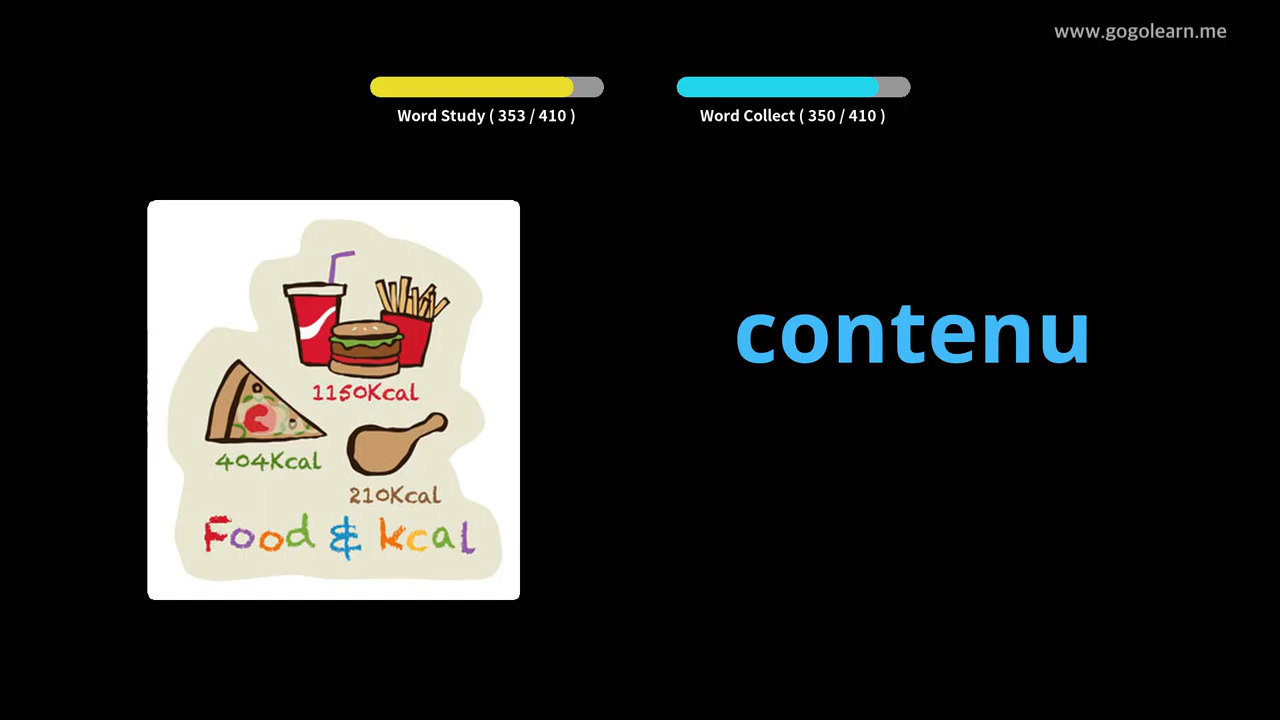 www.gogolearn.me
Word Study ( 353 / 410 )
Word Collect ( 350 / 410 )
contenu
1150Kcal
404Kcal
210Kcal
Food & kcal